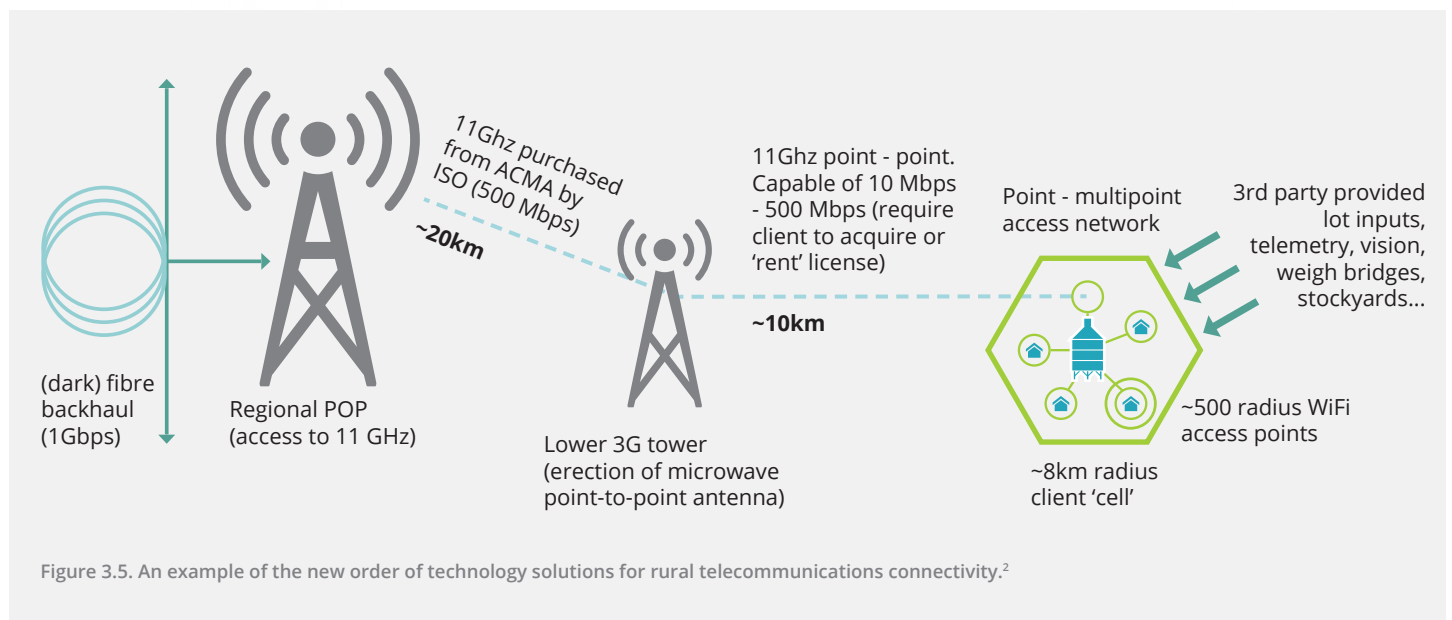 (dark) fibre
backhaul
(1Gbps)
Regional POP
(access to 11 GHz)
11Ghz purchased
from ACMA by
ISO (500 Mbps)
~20km
Lower 3G tower
(erection of microwave
point-to-point antenna)
11Ghz point - point.
Capable of 10 Mbps
- 500 Mbps (require
client to acquire or
‘rent’ license)
~10km
Point - multipoint
access network
3rd party provided
lot inputs,
telemetry, vision,
weigh bridges,
stockyards...
~500 radius WiFi
access points
~8km radius
client ‘cell’
Figure 3.5. An example of the new order of technology solutions for rural telecommunications connectivity.²